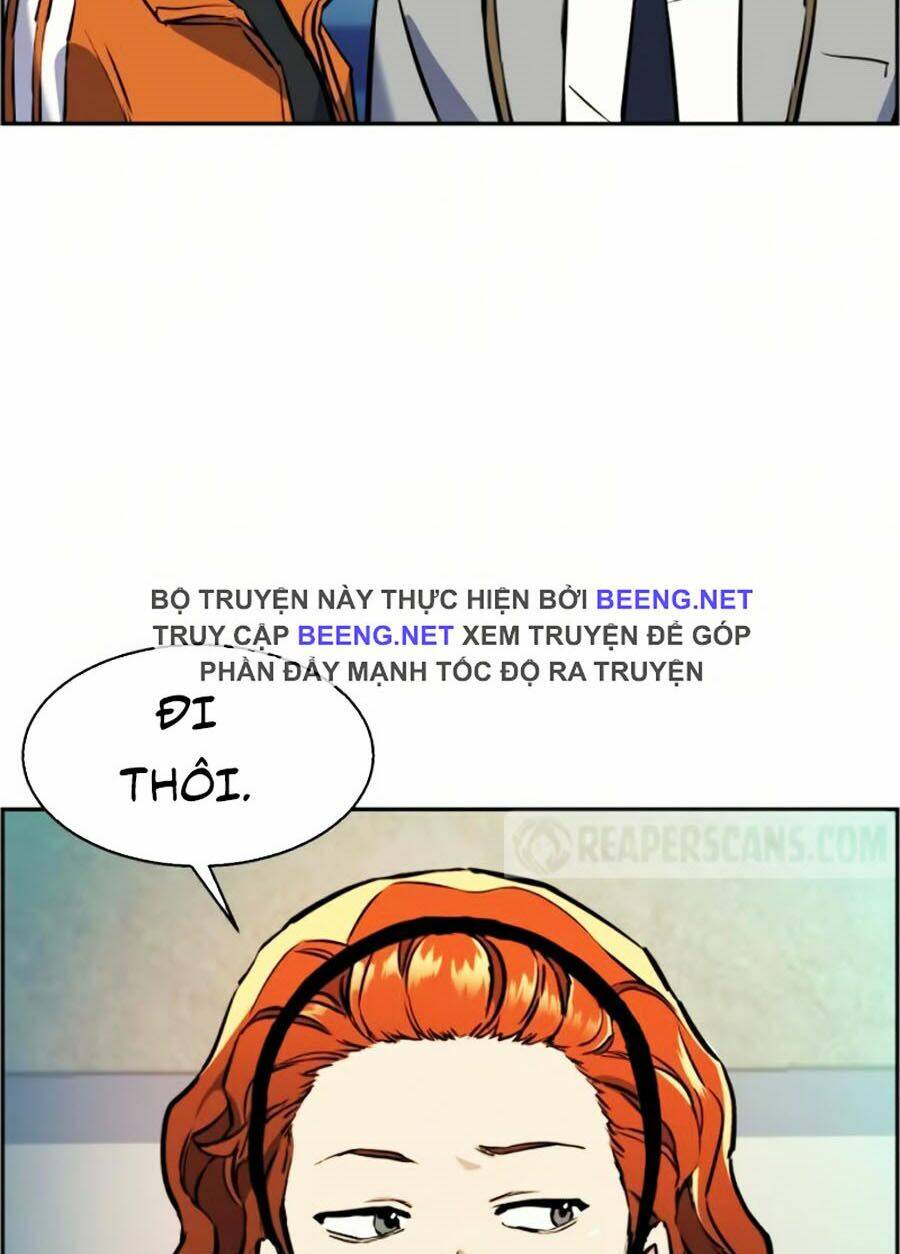 BỘ TRUYỆN NÀY THỰC HIỆN BỞI BEENG.NET
TRUY CẬP BEENG.NET XEM TRUYỆN ĐỂ GÓP
PHẦN ĐẨY MẠNH TỐC ĐỘ RA TRUYỆN
ĐI
THÔI.
REAPERSCANS.COM